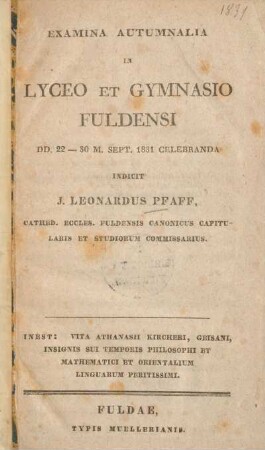 1831
EXAMINA AUTUMNALIA
IN
LYCEO ET GYMNASIO
FULDENSI
DD. 22 — 30 M. SEPT. 1831 CELEBRANDA
INDICIT
J. LEONARDUS PFAFF,
CATHED. ECCLES. FULDENSIS CANONICUS CAPITU-
LARIS ET STUDIORUM COMMISSARIUS.
INEST: VITA ATHANASII KIRCHERI, GEISANI,
INSIGNIS SUI TEMPORIS PHILOSOPHI ET
MATHEMATICI ET ORIENTALIUM
LINGUARUM PERITISSIMI.
FULDAE,
TYPIS MUELLERIANIS.